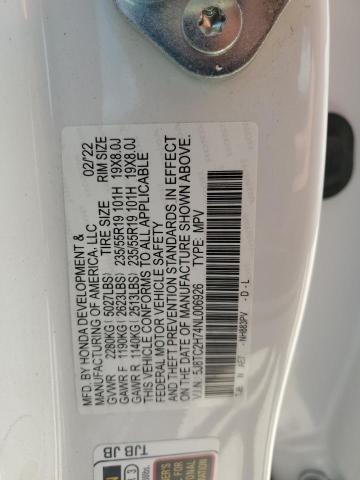 MFD. BY HONDA DEVELOPMENT & 02/22
MANUFACTURING OF AMERICA, LLC
TIRE SIZE RIM SIZE
GVWR 2280KG(5027LBS)
GAWR F 1190KG(2623LBS) 235/55R19 101H 19X8.0J
GAWR R 1140KG(2513LBS) 235/55R19 101H 19X8.0J
THIS VEHICLE CONFORMS TO ALL APPLICABLE
FEDERAL MOTOR VEHICLE SAFETY
AND THEFT PREVENTION STANDARDS IN EFFECT
ON THE DATE OF MANUFACTURE SHOWN ABOVE.
V.I.N. 5J8TC2H74NL006926 TYPE: MPV
NH883PV - D - L
TJB JB